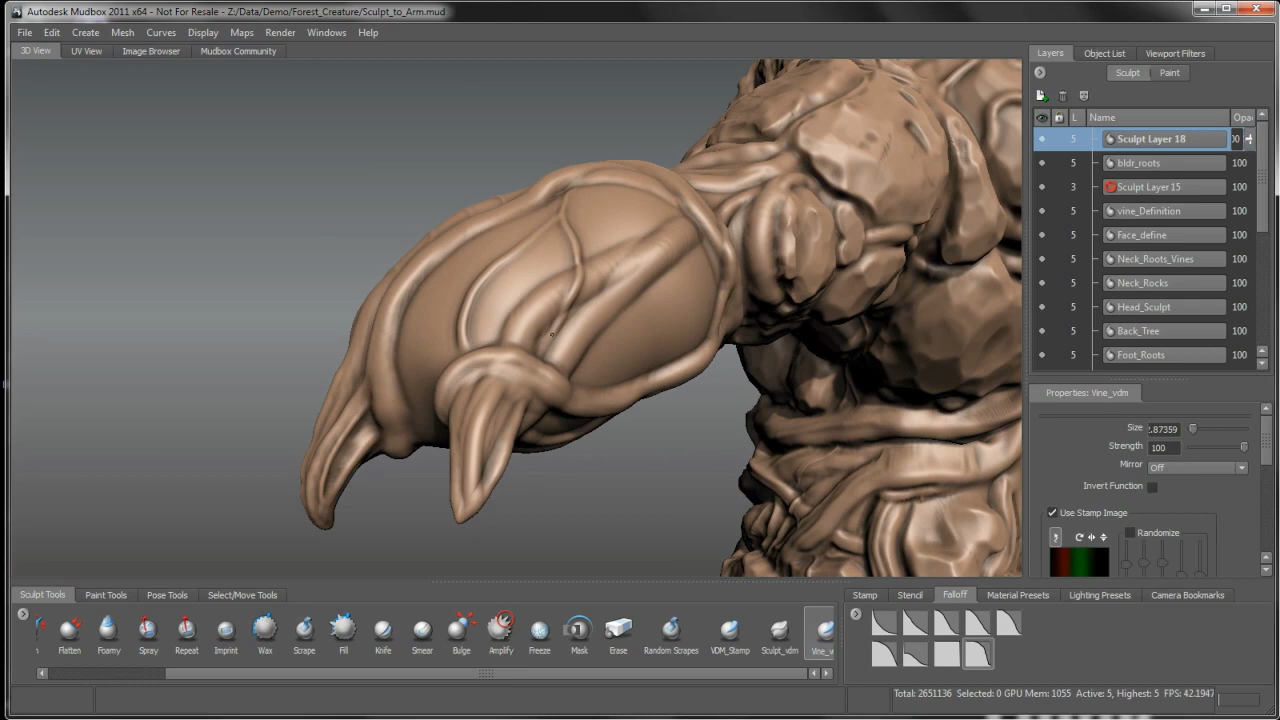 Autodesk Mudbox 2011 x64 - Not For Resale - Z:/Data/Demo/Forest_Creature/Sculpt_to_Arm.mud
File Edit Create Mesh Curves Display Maps Render Windows Help
3D View UV View Image Browser Mudbox Community
Layers Object List Viewport Filters
Sculpt Paint
L Name Opa
5 Sculpt Layer 18 00
5 bldr_roots 100
3 Sculpt Layer 15 100
5 vine_Definition 100
5 Face_define 100
5 Neck_Roots_Vines 100
5 Neck_Rocks 100
5 Head_Sculpt 100
5 Back_Tree 100
5 Foot_Roots 100
Properties: Vine_vdm
Size .87359
Strength 100
Mirror Off
Invert Function
Use Stamp Image
Randomize
Sculpt Tools Paint Tools Pose Tools Select/Move Tools
Flatten Foamy Spray Repeat Imprint Wax Scrape Fill Knife Smear Bulge Amplify Freeze Mask Erase Random Scrapes VDM_Stamp Sculpt_vdm Vine_v
Stamp Stencil Falloff Material Presets Lighting Presets Camera Bookmarks
Total: 2651136 Selected: 0 GPU Mem: 1055 Active: 5, Highest: 5 FPS: 42.1947